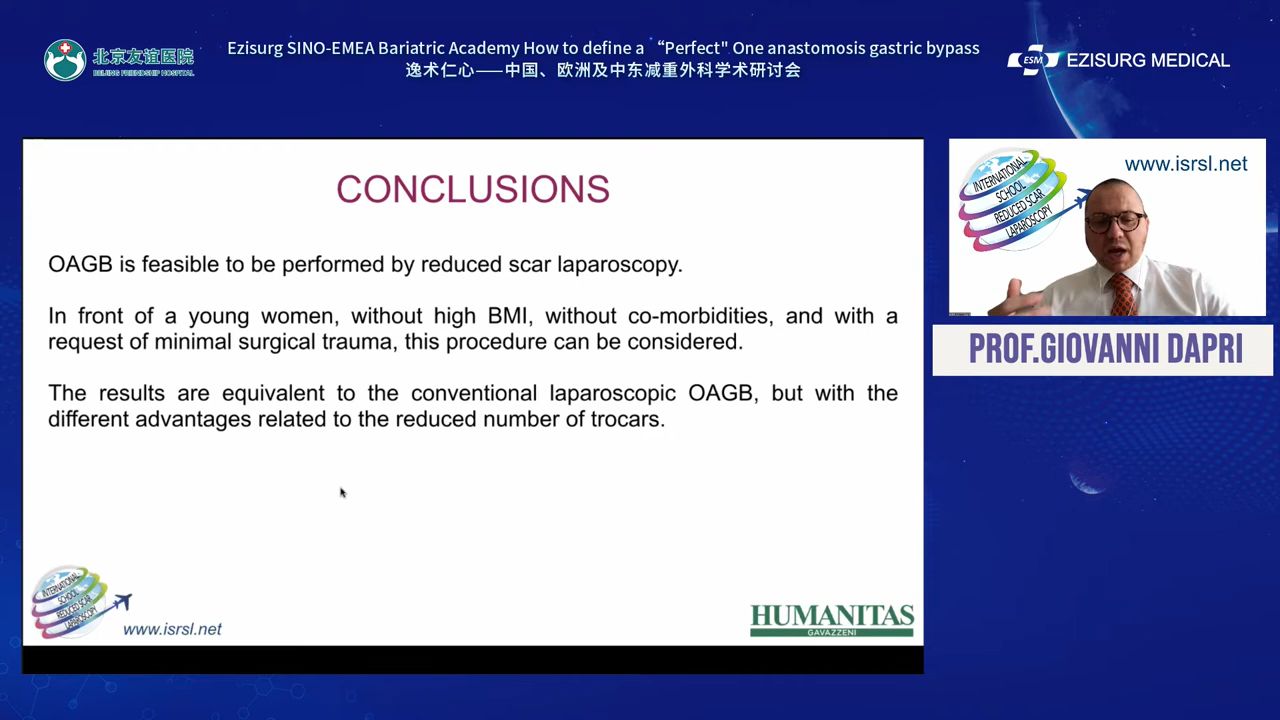 北京友谊医院
BEIJING FRIENDSHIP HOSPITAL
Ezisurg SINO-EMEA Bariatric Academy How to define a “Perfect" One anastomosis gastric bypass
逸术仁心——中国、欧洲及中东减重外科学术研讨会
ESM
EZISURG MEDICAL
CONCLUSIONS
OAGB is feasible to be performed by reduced scar laparoscopy.
In front of a young women, without high BMI, without co-morbidities, and with a
request of minimal surgical trauma, this procedure can be considered.
The results are equivalent to the conventional laparoscopic OAGB, but with the
different advantages related to the reduced number of trocars.
INTERNATIONAL
SCHOOL
REDUCED SCAR
LAPAROSCOPY
www.isrsl.net
HUMANITAS
GAVAZZENI
www.isrsl.net
INTERNATIONAL
SCHOOL
REDUCED SCAR
LAPAROSCOPY
PROF.GIOVANNI DAPRI